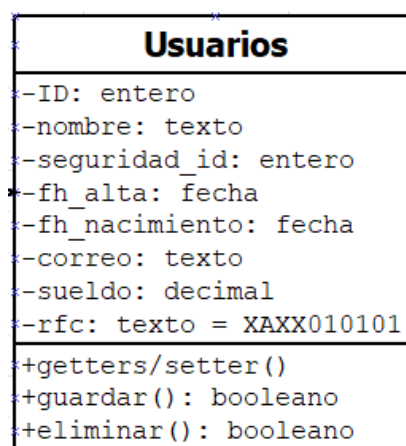 Usuarios
-ID: entero
-nombre: texto
-seguridad_id: entero
-fh_alta: fecha
-fh_nacimiento: fecha
-correo: texto
-sueldo: decimal
-rfc: texto = XAXX010101
+getters/setter()
+guardar(): booleano
+eliminar(): booleano